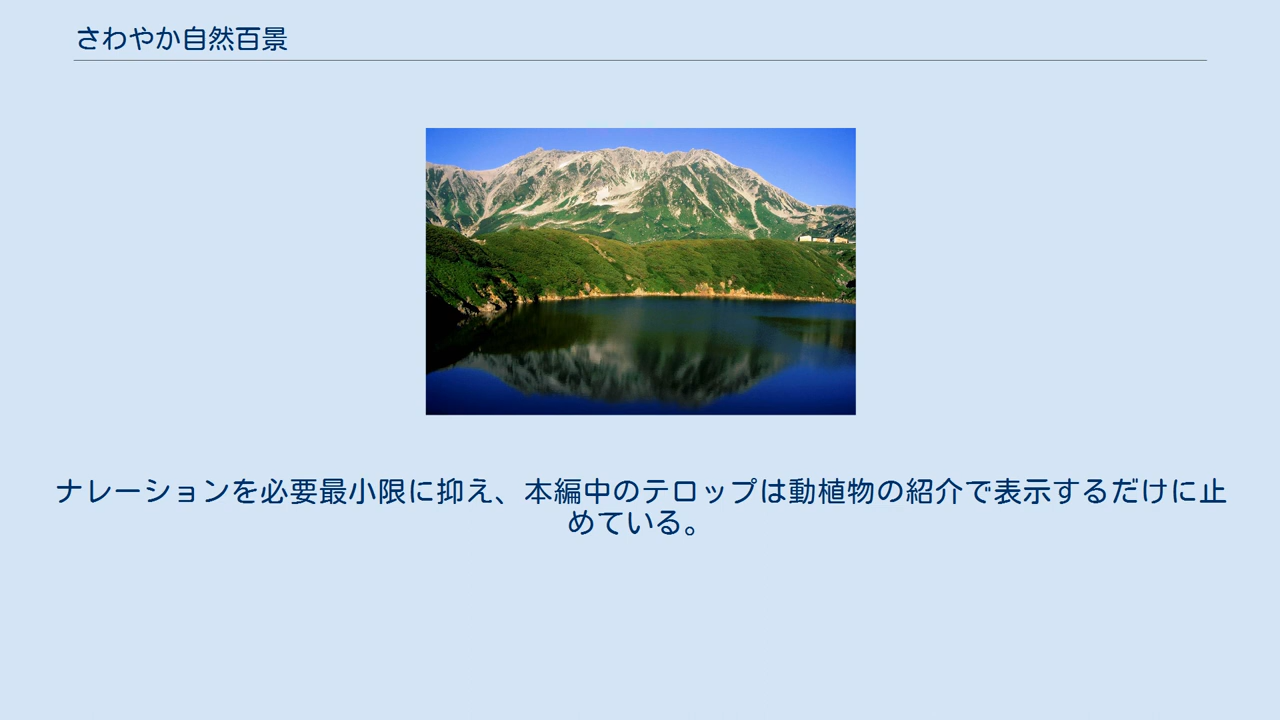 さわやか自然百景
ナレーションを必要最小限に抑え、本編中のテロップは動植物の紹介で表示するだけに止
めている。